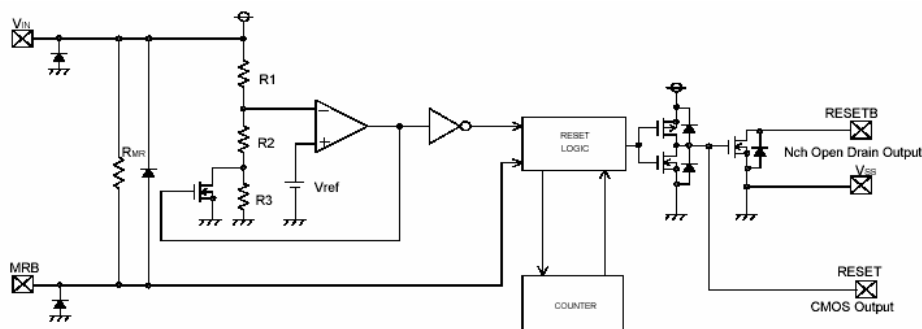 VIN
R1
RMR
R2
R3
Vref
MRB
RESET
LOGIC
COUNTER
RESETB
Nch Open Drain Output
VSS
RESET
CMOS Output